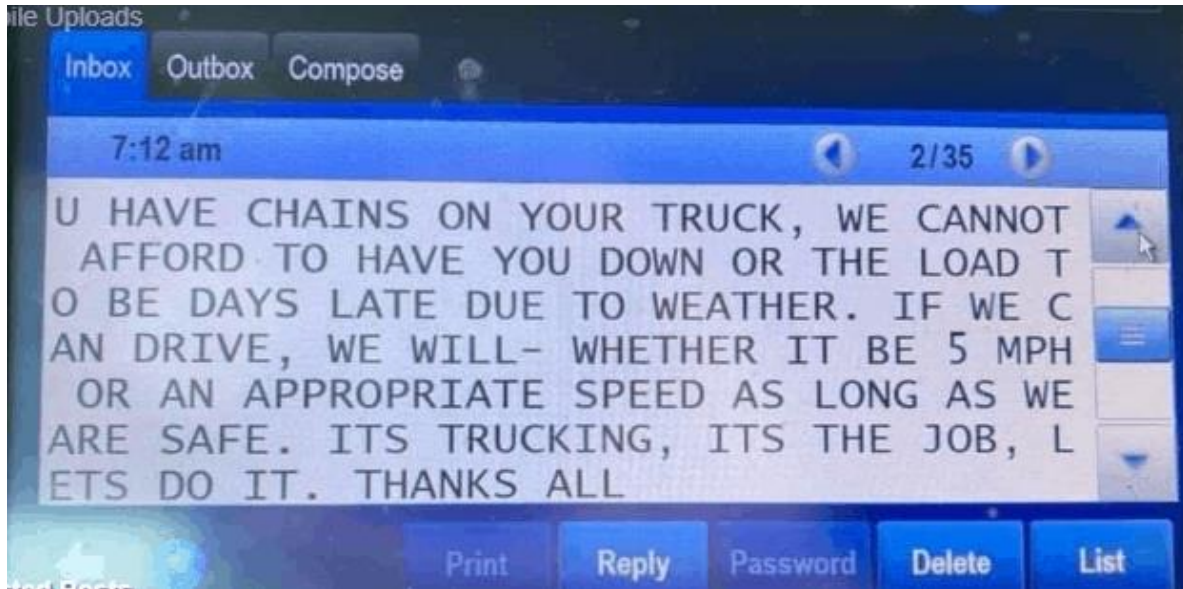 ile Uploads
Inbox Outbox Compose
7:12 am 2/35
U HAVE CHAINS ON YOUR TRUCK, WE CANNOT
AFFORD TO HAVE YOU DOWN OR THE LOAD T
O BE DAYS LATE DUE TO WEATHER. IF WE C
AN DRIVE, WE WILL- WHETHER IT BE 5 MPH
OR AN APPROPRIATE SPEED AS LONG AS WE
ARE SAFE. ITS TRUCKING, ITS THE JOB, L
ETS DO IT. THANKS ALL
Print Reply Password Delete List